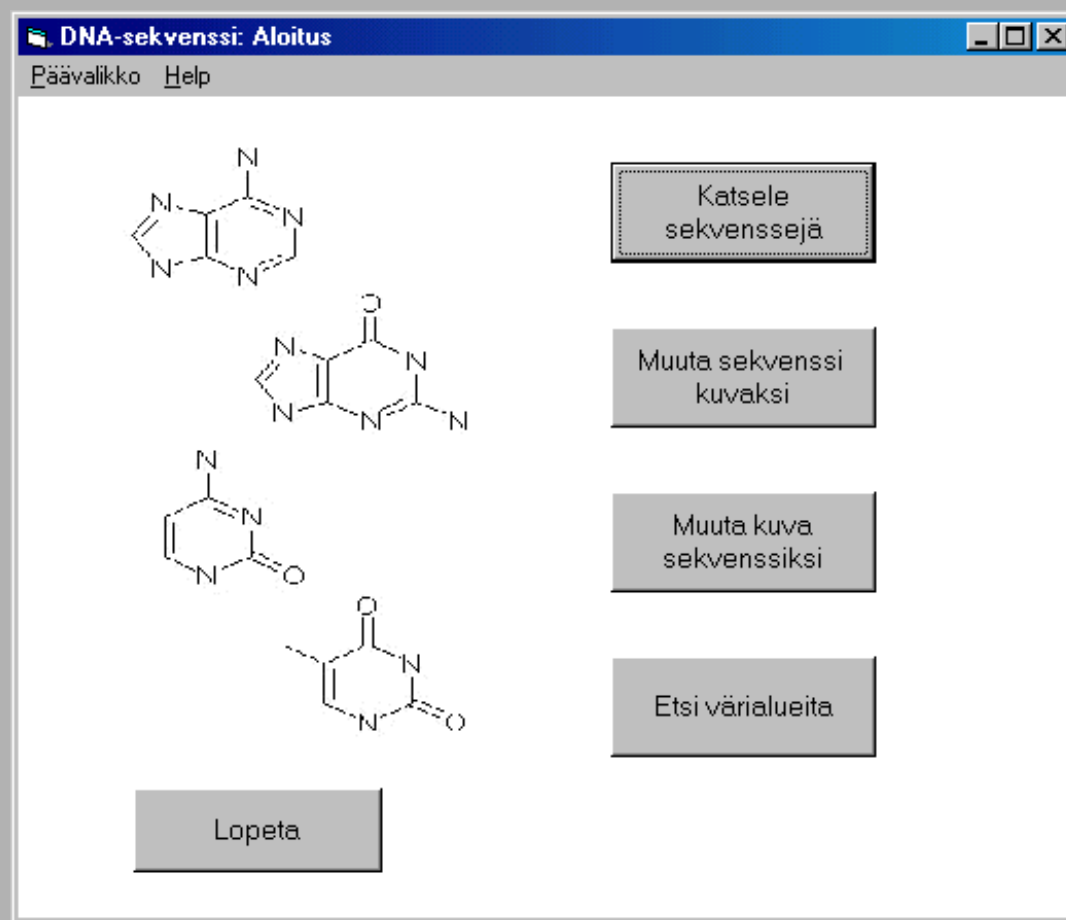 DNA-sekvenssi: Aloitus
Päävalikko Help
N
N
N
N
N
Katsele
sekvenssejä
O
N
N
N
N
N
Muuta sekvenssi
kuvaksi
N
N
N
O
Muuta kuva
sekvenssiksi
O
N
N
O
Etsi värialueita
Lopeta